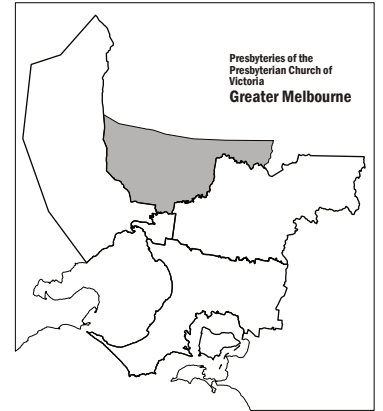 Presbyteries of the
Presbyterian Church of
Victoria
Greater Melbourne